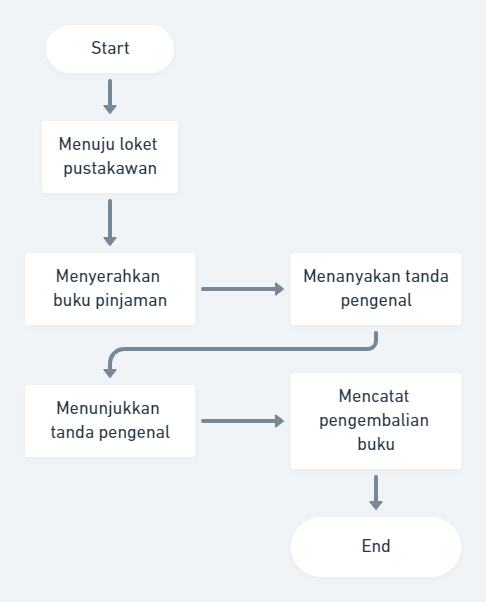 Start
Menuju loket
pustakawan
Menyerahkan
buku pinjaman
Menanyakan tanda
pengenal
Menunjukkan
tanda pengenal
Mencatat
pengembalian
buku
End